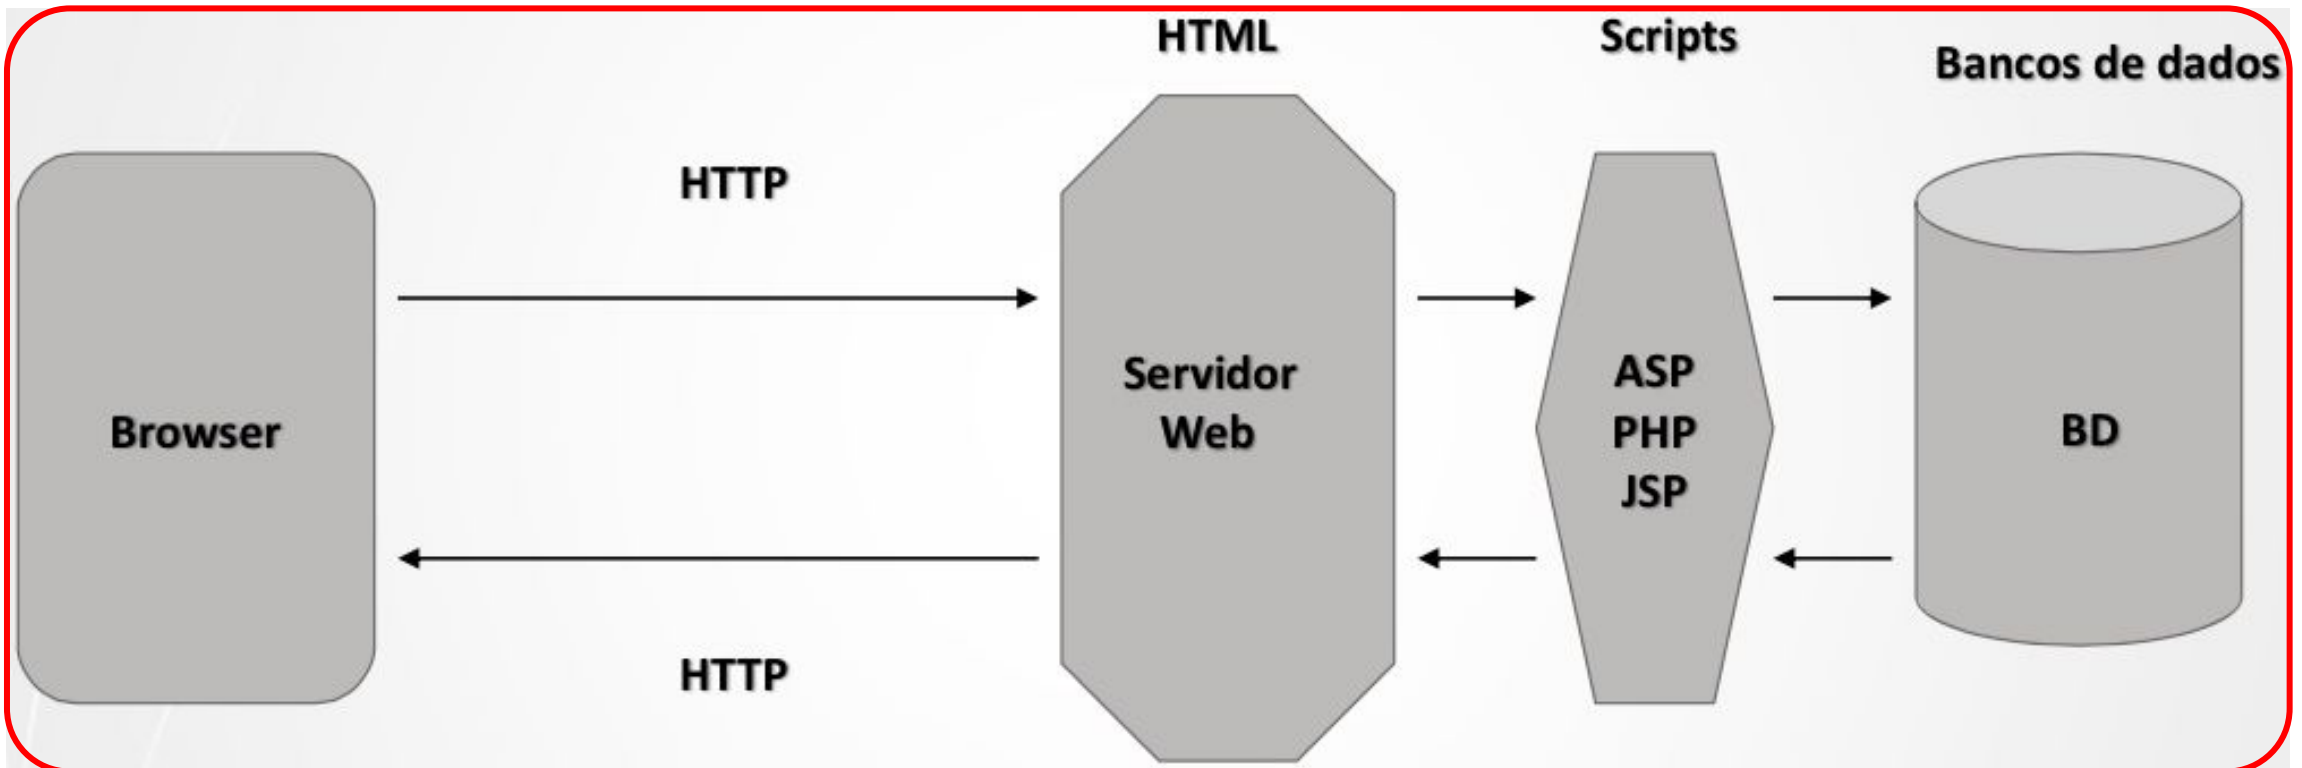 HTML
Scripts
Bancos de dados
HTTP
Browser
Servidor
Web
ASP
PHP
JSP
BD
HTTP